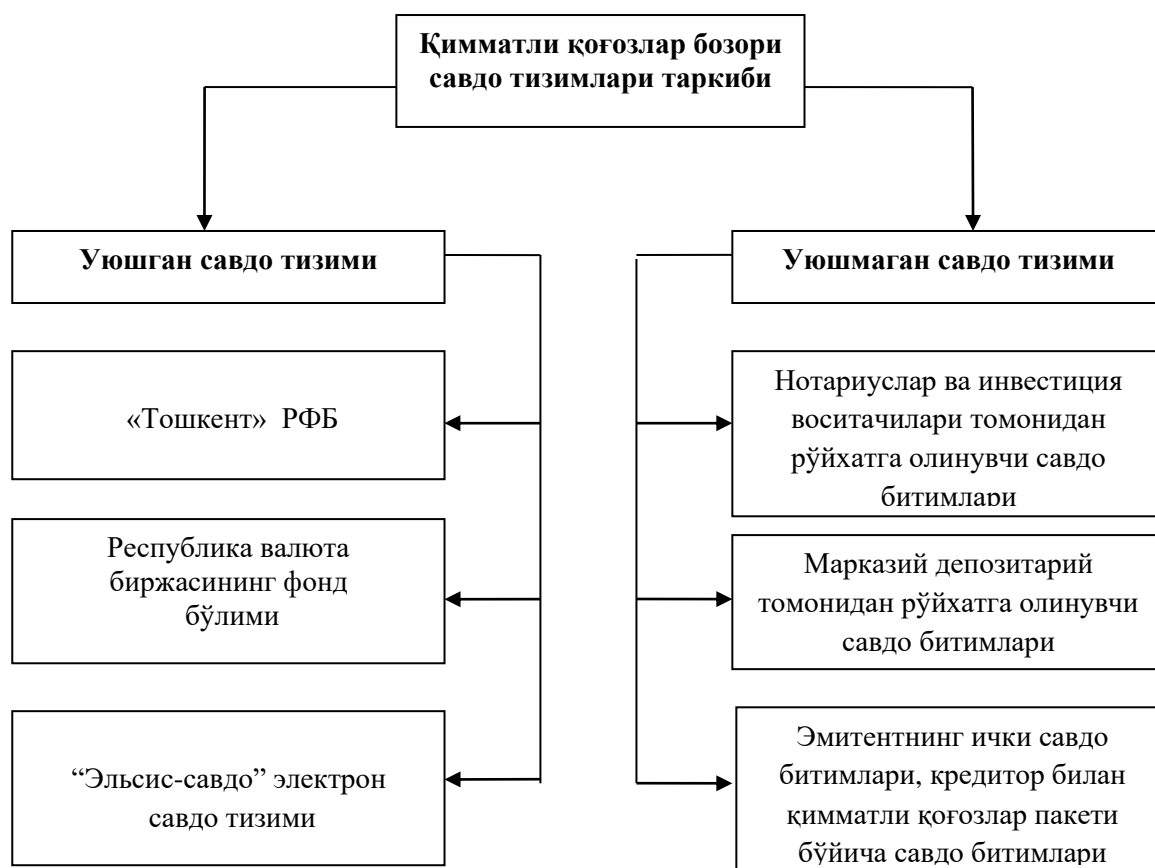 Қимматли қоғозлар бозори
савдо тизимлари таркиби
Уюшган савдо тизими
Уюшмаган савдо тизими
«Тошкент» РФБ
Нотариуслар ва инвестиция
воситачилари томонидан
рўйхатга олинувчи савдо
битимлари
Республика валюта
биржасининг фонд
бўлими
Марказий депозитарий
томонидан рўйхатга олинувчи
савдо битимлари
“Эльсис-савдо” электрон
савдо тизими
Эмитентнинг ички савдо
битимлари, кредитор билан
қимматли қоғозлар пакети
бўйича савдо битимлари